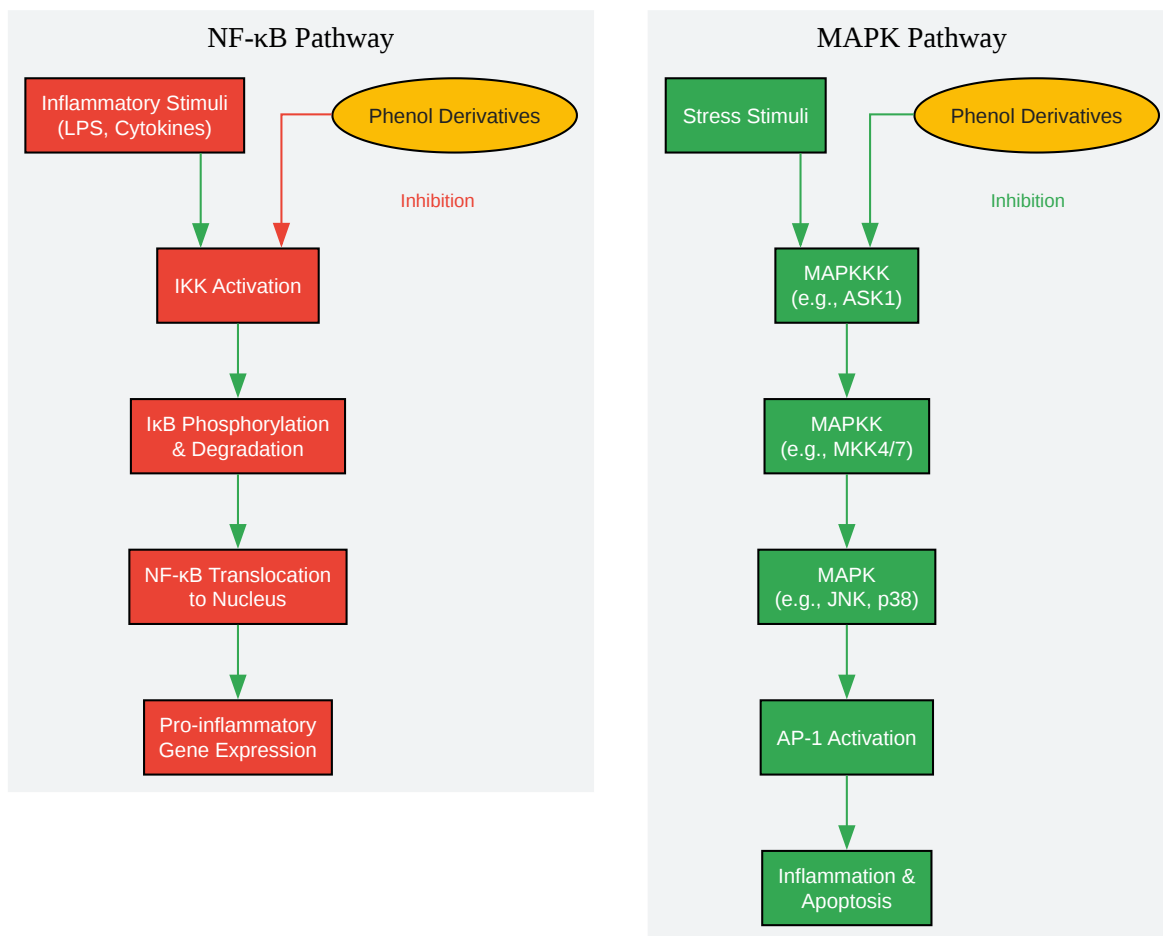 NF-κB Pathway
Inflammatory Stimuli
(LPS, Cytokines)
Phenol Derivatives
Inhibition
IKK Activation
IκB Phosphorylation
& Degradation
NF-κB Translocation
to Nucleus
Pro-inflammatory
Gene Expression
MAPK Pathway
Stress Stimuli
Phenol Derivatives
Inhibition
MAPKKK
(e.g., ASK1)
MAPKK
(e.g., MKK4/7)
MAPK
(e.g., JNK, p38)
AP-1 Activation
Inflammation &
Apoptosis